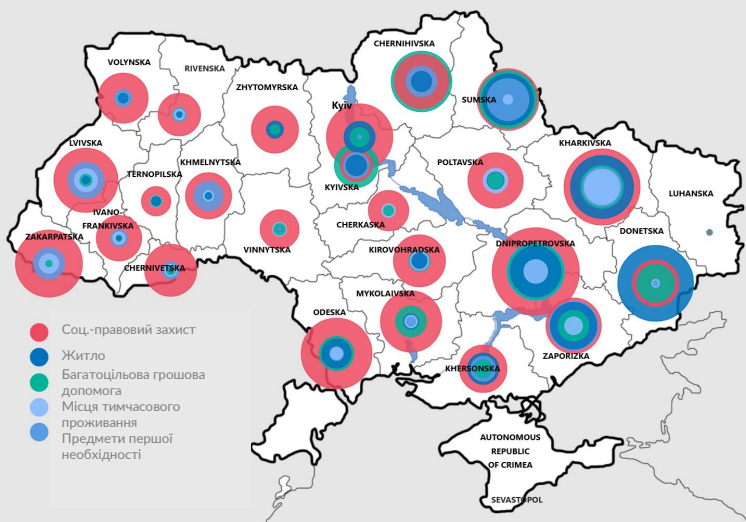 CHERNIHIVSKA
VOLYNSKA
RIVENSKA
ZHYTOMYRSKA
SUMSKA
Kyiv
LVIVSKA
KHMELNYTSKA
POLTAVSKA
KHARKIVSKA
TERNOPILSKA
KYIVSKA
LUHANSKA
IVANO-
FRANKIVSKA
CHERKASKA
ZAKARPATSKA
VINNYTSKA
KIROVOHRADSKA
DNIPROPETROVSKA
DONETSKA
CHERNIVETSKA
MYKOLAIVSKA
ODESKA
ZAPORIZKA
KHERSONSKA
Соц.-правовий захист
Житло
Багатоцільова грошова
допомога
Місця тимчасового
проживання
Предмети першої
необхідності
AUTONOMOUS
REPUBLIC
OF CRIMEA
SEVASTOPOL